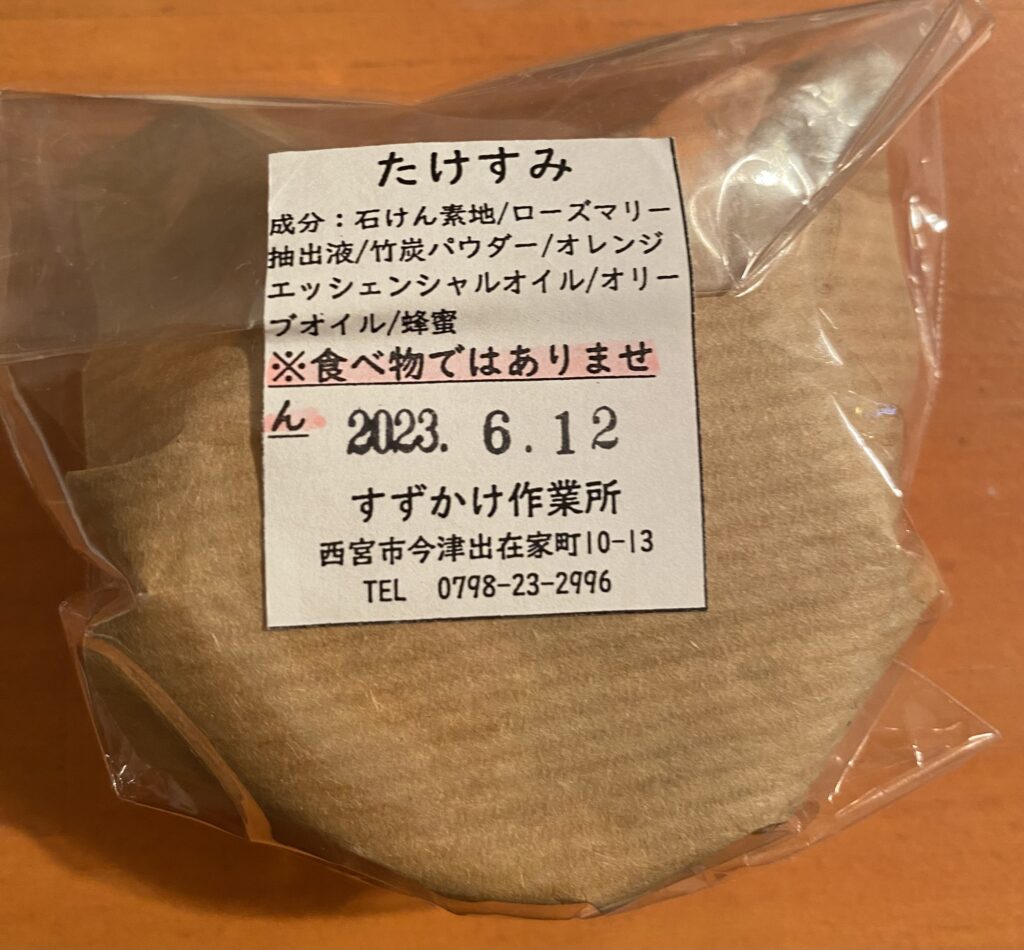 たけすみ
成分：石けん素地/ローズマリー
抽出液/竹炭パウダー/オレンジ
エッシェンシャルオイル/オリー
ブオイル/蜂蜜
※食べ物ではありませ
ん
2023. 6.12
すずかけ作業所
西宮市今津出在家町10-13
TEL 0798-23-2996